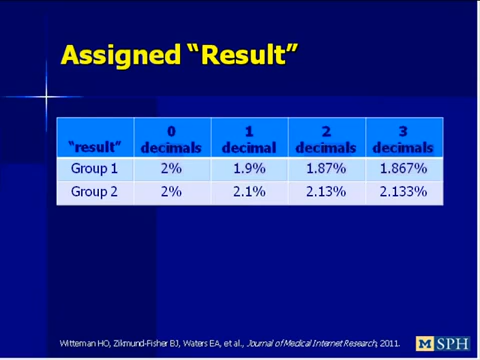 Assigned “Result”
“result” 0 decimals 1 decimal 2 decimals 3 decimals
Group 1 2% 1.9% 1.87% 1.867%
Group 2 2% 2.1% 2.13% 2.133%
Witteman HO, Zikmund-Fisher BJ, Waters EA, et al., Journal of Medical Internet Research, 2011.
M SPH